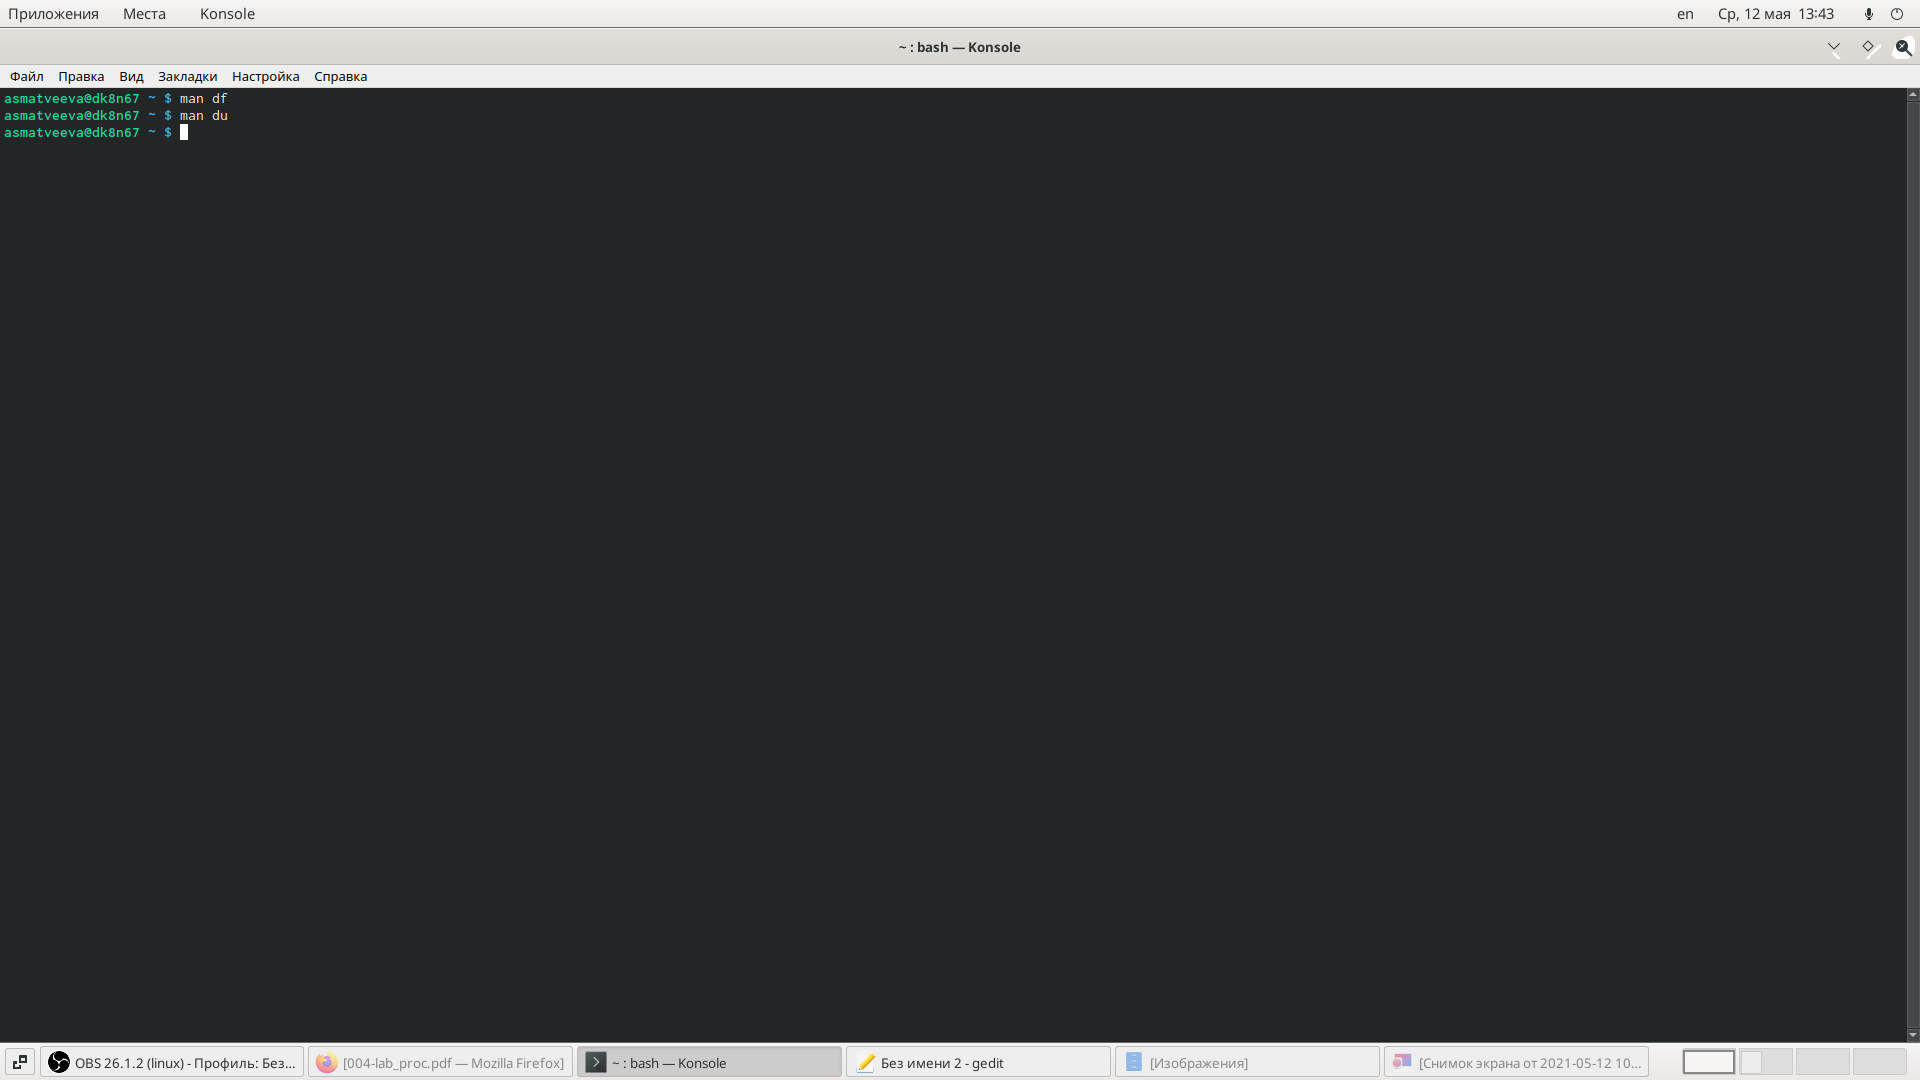 Приложения Места Konsole en Ср, 12 мая 13:43
~ : bash — Konsole
Файл Правка Вид Закладки Настройка Справка
asmatveeva@dk8n67 ~ $ man df
asmatveeva@dk8n67 ~ $ man du
asmatveeva@dk8n67 ~ $
OBS 26.1.2 (linux) - Профиль: Без... [004-lab_proc.pdf — Mozilla Firefox] ~ : bash — Konsole Без имени 2 - gedit [Изображения] [Снимок экрана от 2021-05-12 10...